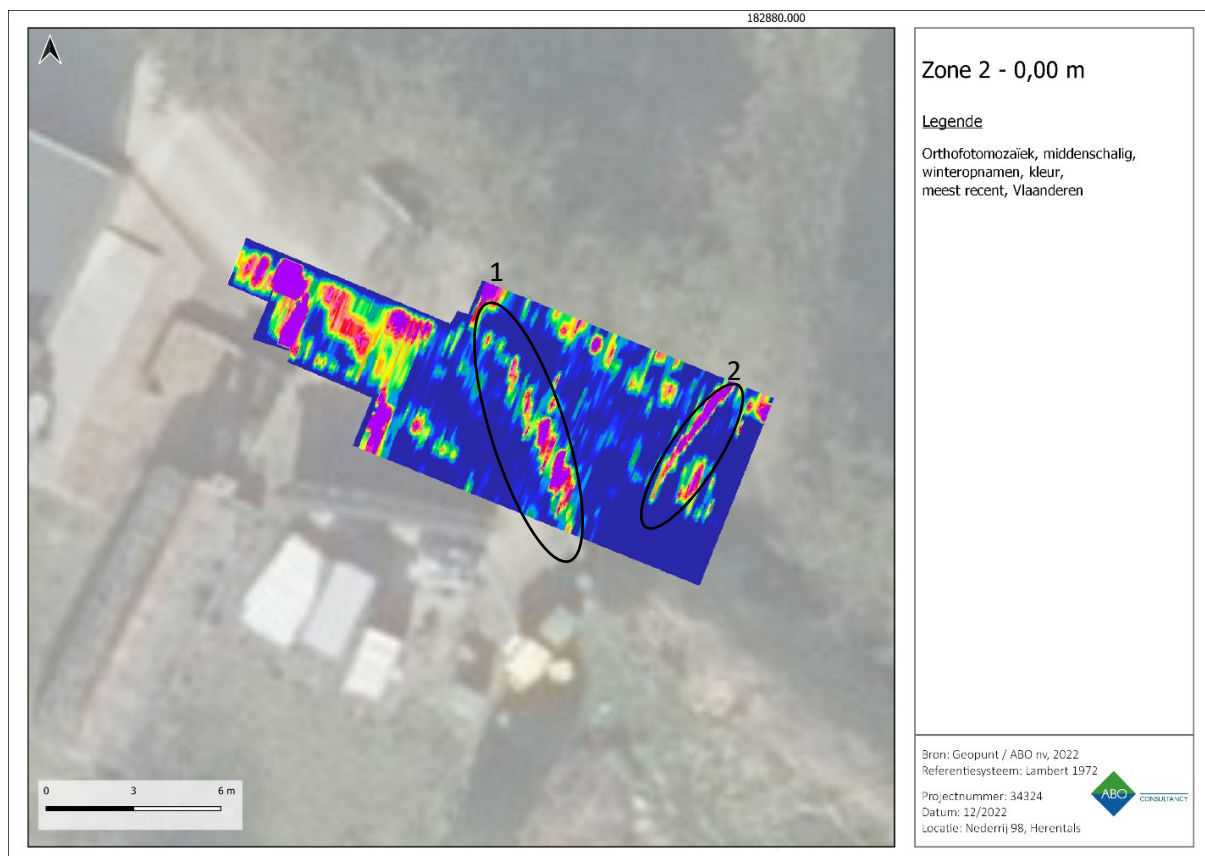 182880.000
Zone 2 - 0,00 m
Legende
Orthofotomozaïek, middenschalig,
winteropnamen, kleur,
meest recent, Vlaanderen
1
2
0 3 6 m
Bron: Geopunt / ABO nv, 2022
Referentiesysteem: Lambert 1972
Projectnummer: 34324
Datum: 12/2022
Locatie: Nederrij 98, Herentals
ABO CONSULTANCY